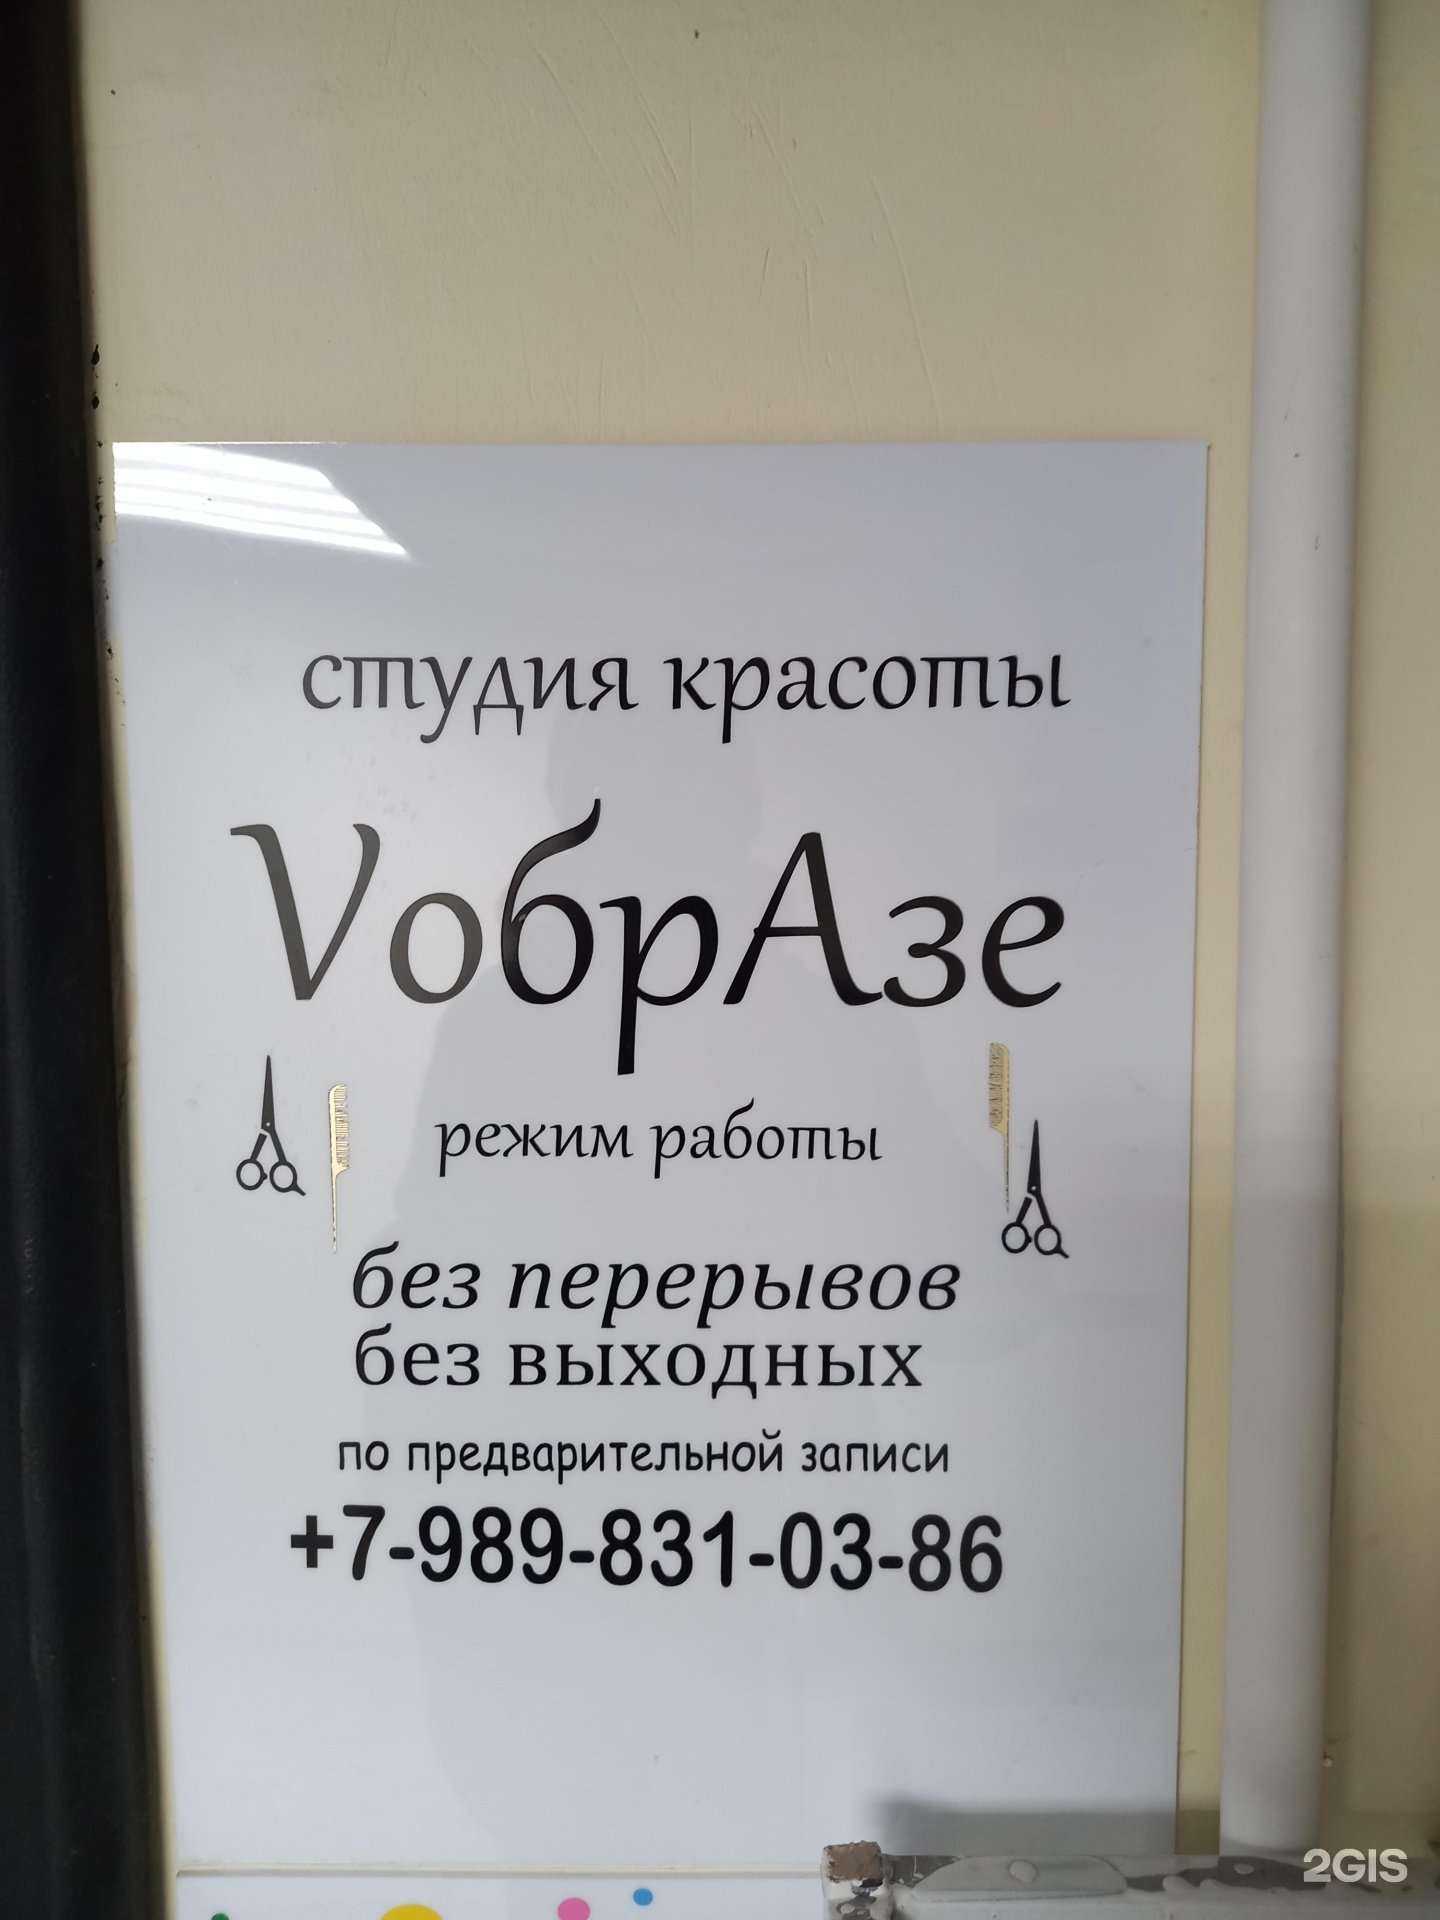 студия красоты
VобрАзе
режим работы
без перерывов
без выходных
по предварительной записи
+7-989-831-03-86
2GIS